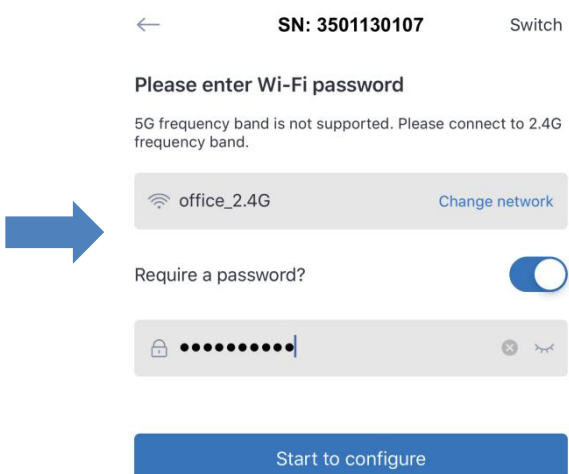 SN: 3501130107 Switch
Please enter Wi-Fi password
5G frequency band is not supported. Please connect to 2.4G
frequency band.
office_2.4G Change network
Require a password?
●●●●●●●●●●
Start to configure